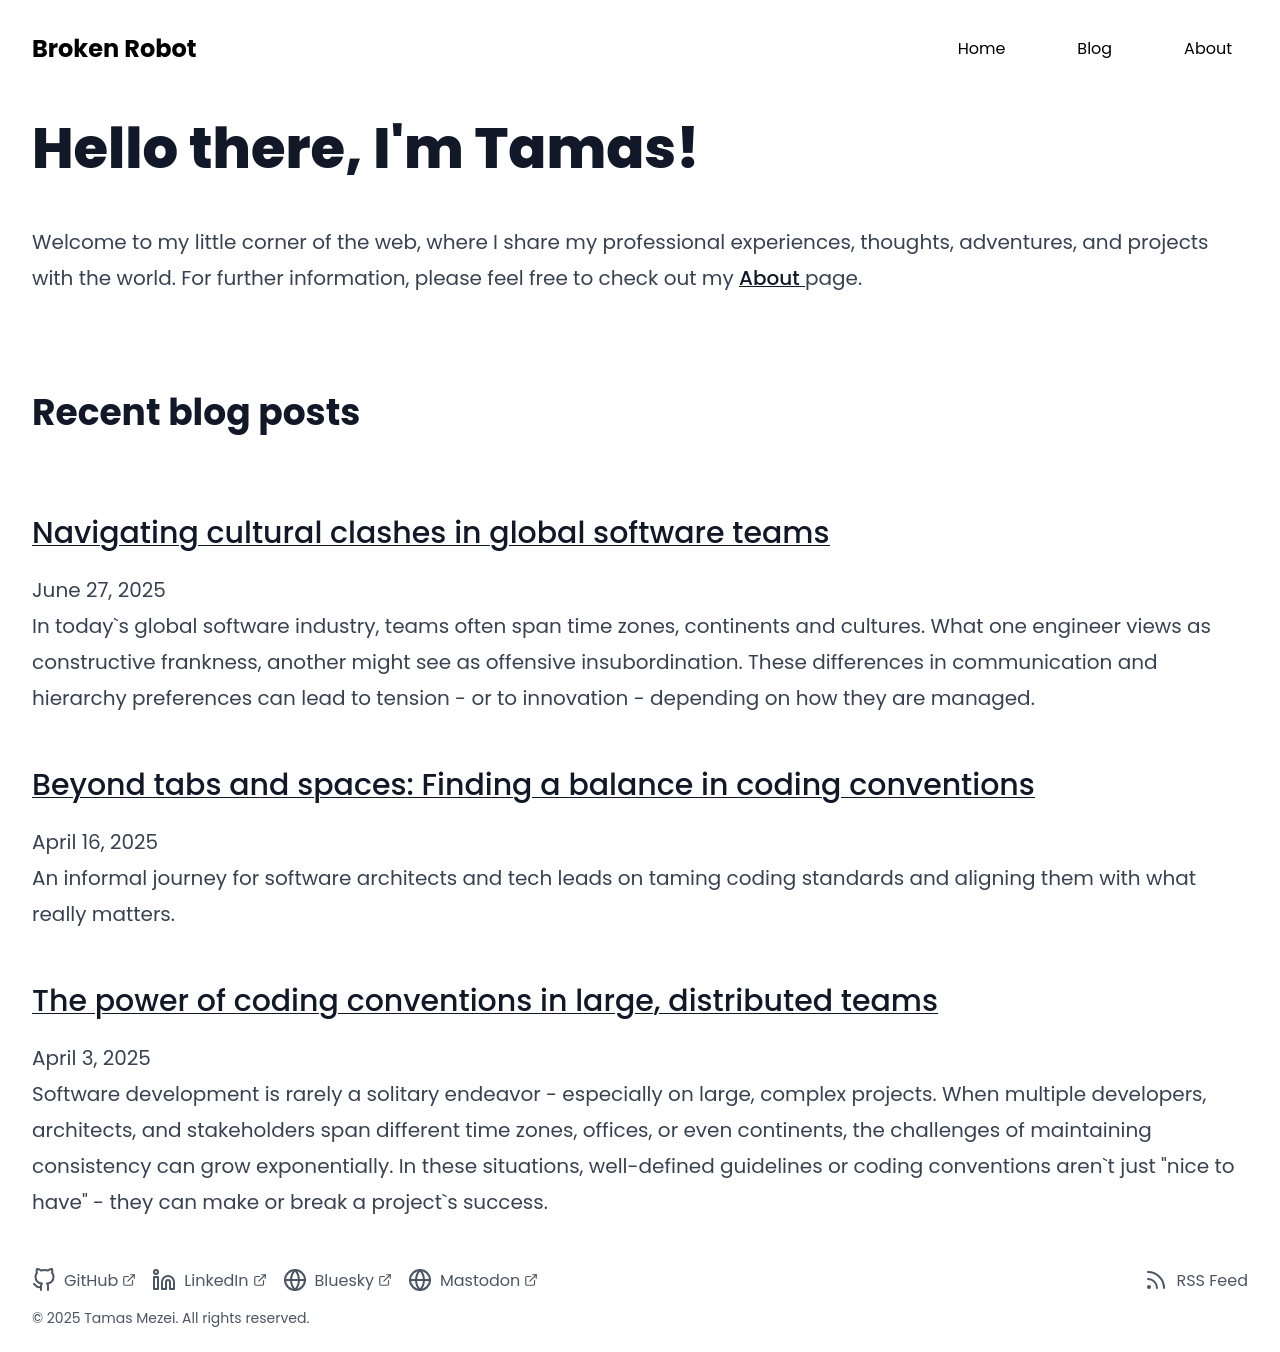 Broken Robot
Home Blog About
Hello there, I'm Tamas!
Welcome to my little corner of the web, where I share my professional experiences, thoughts, adventures, and projects
with the world. For further information, please feel free to check out my About page.
Recent blog posts
Navigating cultural clashes in global software teams
June 27, 2025
In today`s global software industry, teams often span time zones, continents and cultures. What one engineer views as
constructive frankness, another might see as offensive insubordination. These differences in communication and
hierarchy preferences can lead to tension - or to innovation - depending on how they are managed.
Beyond tabs and spaces: Finding a balance in coding conventions
April 16, 2025
An informal journey for software architects and tech leads on taming coding standards and aligning them with what
really matters.
The power of coding conventions in large, distributed teams
April 3, 2025
Software development is rarely a solitary endeavor - especially on large, complex projects. When multiple developers,
architects, and stakeholders span different time zones, offices, or even continents, the challenges of maintaining
consistency can grow exponentially. In these situations, well-defined guidelines or coding conventions aren`t just "nice to
have" - they can make or break a project`s success.
GitHub LinkedIn Bluesky Mastodon RSS Feed
© 2025 Tamas Mezei. All rights reserved.